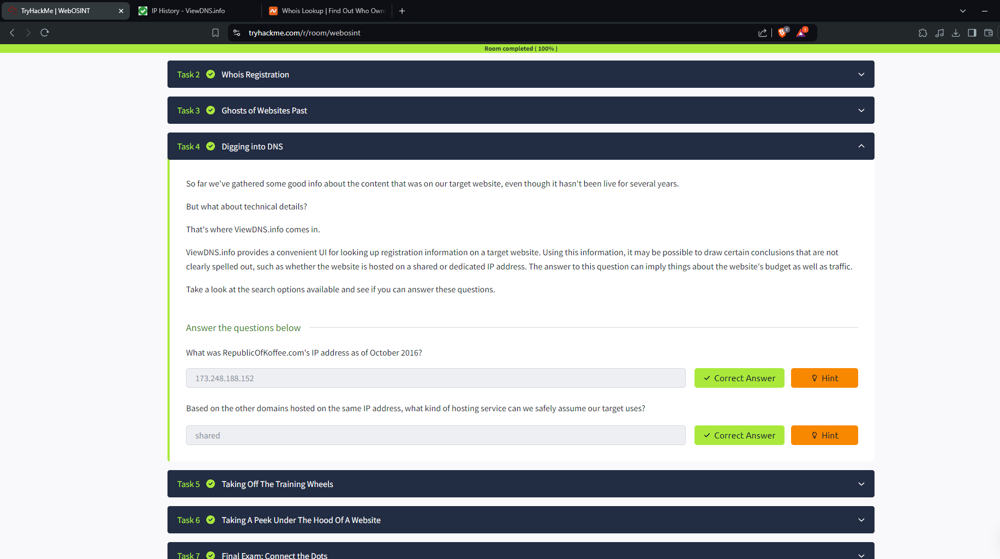 TryHackMe | WebOSINT
IP History - ViewDNS.info
Whois Lookup | Find Out Who Own
tryhackme.com/r/room/webosint
7
1
Room completed ( 100% )
Task 2 Whois Registration
Task 3 Ghosts of Websites Past
Task 4 Digging into DNS
So far we've gathered some good info about the content that was on our target website, even though it hasn't been live for several years.
But what about technical details?
That's where ViewDNS.info comes in.
ViewDNS.info provides a convenient UI for looking up registration information on a target website. Using this information, it may be possible to draw certain conclusions that are not
clearly spelled out, such as whether the website is hosted on a shared or dedicated IP address. The answer to this question can imply things about the website's budget as well as traffic.
Take a look at the search options available and see if you can answer these questions.
Answer the questions below
What was RepublicOfKoffee.com's IP address as of October 2016?
173.248.188.152 Correct Answer Hint
Based on the other domains hosted on the same IP address, what kind of hosting service can we safely assume our target uses?
shared Correct Answer Hint
Task 5 Taking Off The Training Wheels
Task 6 Taking A Peek Under The Hood Of A Website
Task 7 Final Exam: Connect the Dots